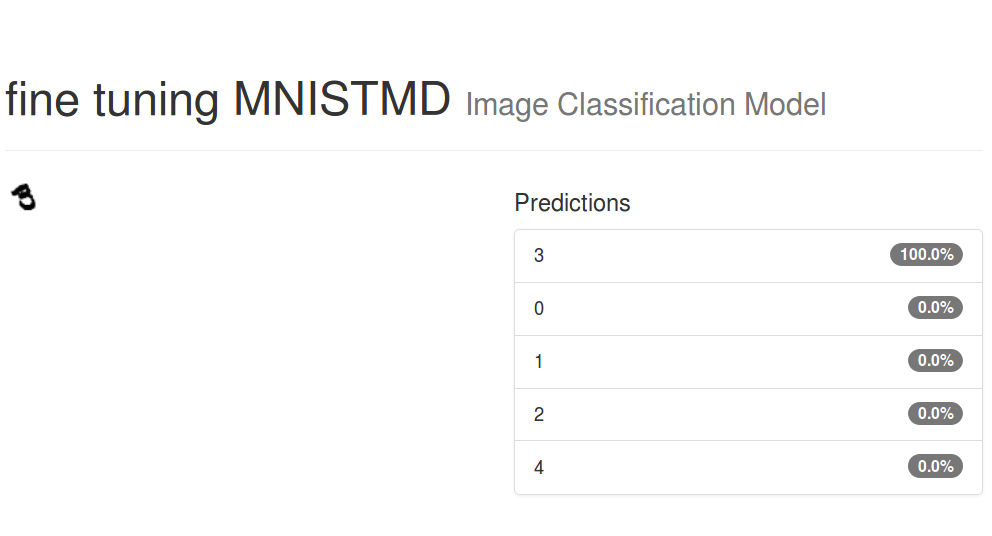 fine tuning MNISTMD Image Classification Model
Predictions
3 100.0%
0 0.0%
1 0.0%
2 0.0%
4 0.0%